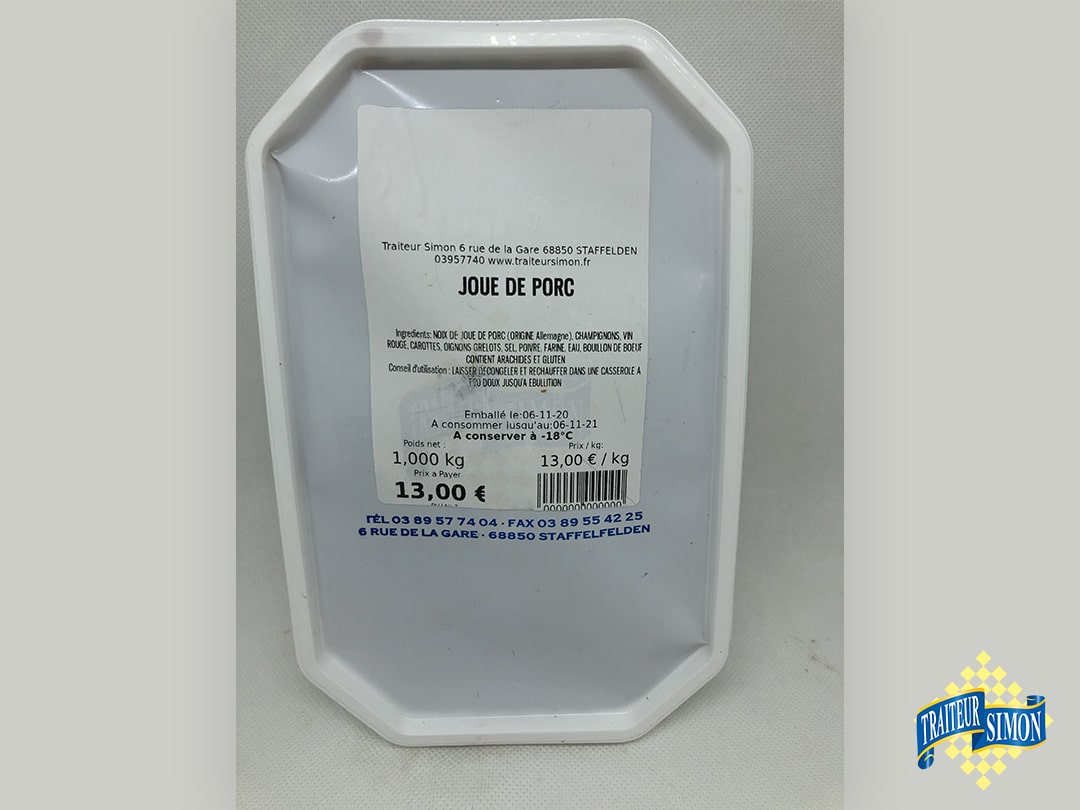 Traiteur Simon 6 rue de la Gare 68850 STAFFELDEN
03957740 www.traiteursimon.fr
JOUE DE PORC
Ingredients: NOIX DE JOUE DE PORC (ORIGINE Allemagne), CHAMPIGNONS, VIN
ROUGE, CAROTTES, OIGNONS GRELOTS, SEL, POIVRE, FARINE, EAU, BOUILLON DE BOEUF
CONTIENT ARACHIDES ET GLUTEN
Conseil d'utilisation : LAISSER DECONGELER ET RECHAUFFER DANS UNE CASSEROLE A
FEU DOUX JUSQU'A EBULLITION
Emballé le:06-11-20
A consommer jusqu'au:06-11-21
A conserver à -18°C
Poids net : Prix / kg:
1,000 kg 13,00 € / kg
Prix a Payer
13,00 €
0000000000000
TÉL 03 89 57 74 04 · FAX 03 89 55 42 25
6 RUE DE LA GARE · 68850 STAFFELFELDEN
TRAITEUR SIMON